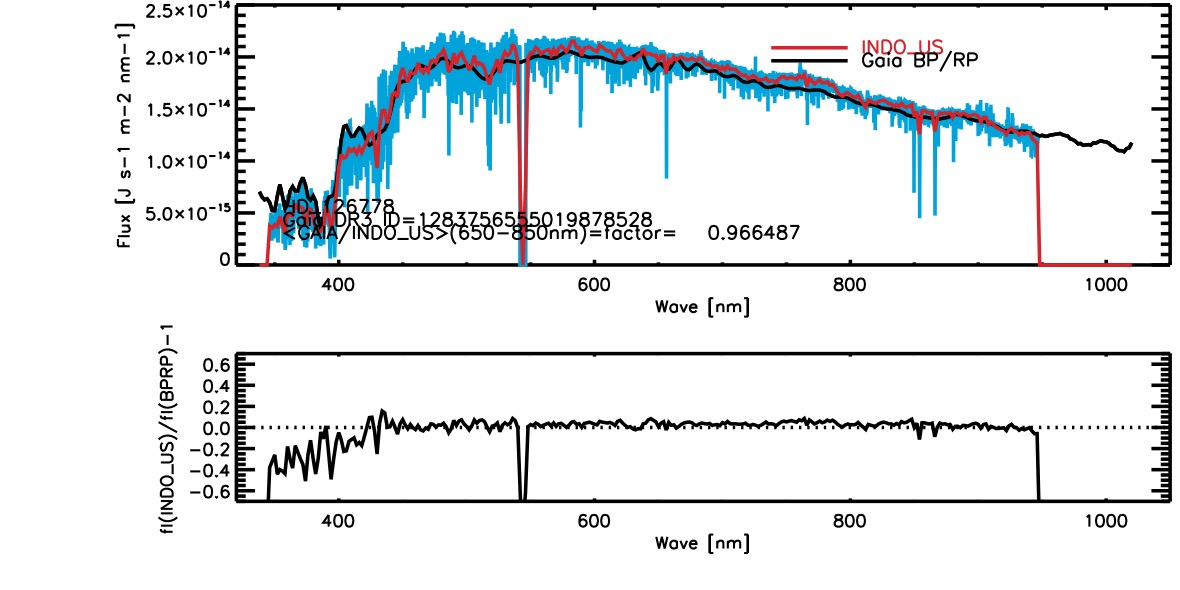 2.5×10⁻¹⁴
2.0×10⁻¹⁴
1.5×10⁻¹⁴
1.0×10⁻¹⁴
5.0×10⁻¹⁵
0
Flux [J s-1 m-2 nm-1]
INDO_US
Gaia BP/RP
Gaia DR3 ID=1283756555019878528
<GAIA/INDO_US>(650-850nm)=factor= 0.966487
400 600 800 1000
Wave [nm]
fl(INDO_US)/fl(BPRP)-1
0.6
0.4
0.2
0.0
-0.2
-0.4
-0.6
400 600 800 1000
Wave [nm]